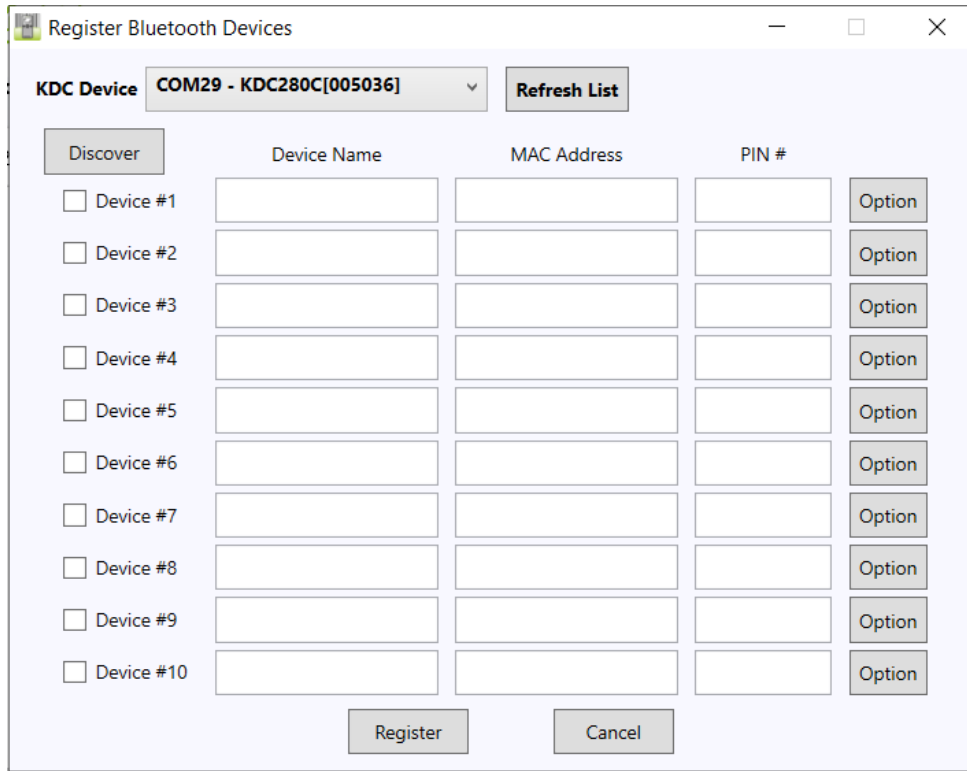 Register Bluetooth Devices
KDC Device COM29 - KDC280C[005036] Refresh List
Discover Device Name MAC Address PIN #
Device #1 Option
Device #2 Option
Device #3 Option
Device #4 Option
Device #5 Option
Device #6 Option
Device #7 Option
Device #8 Option
Device #9 Option
Device #10 Option
Register Cancel